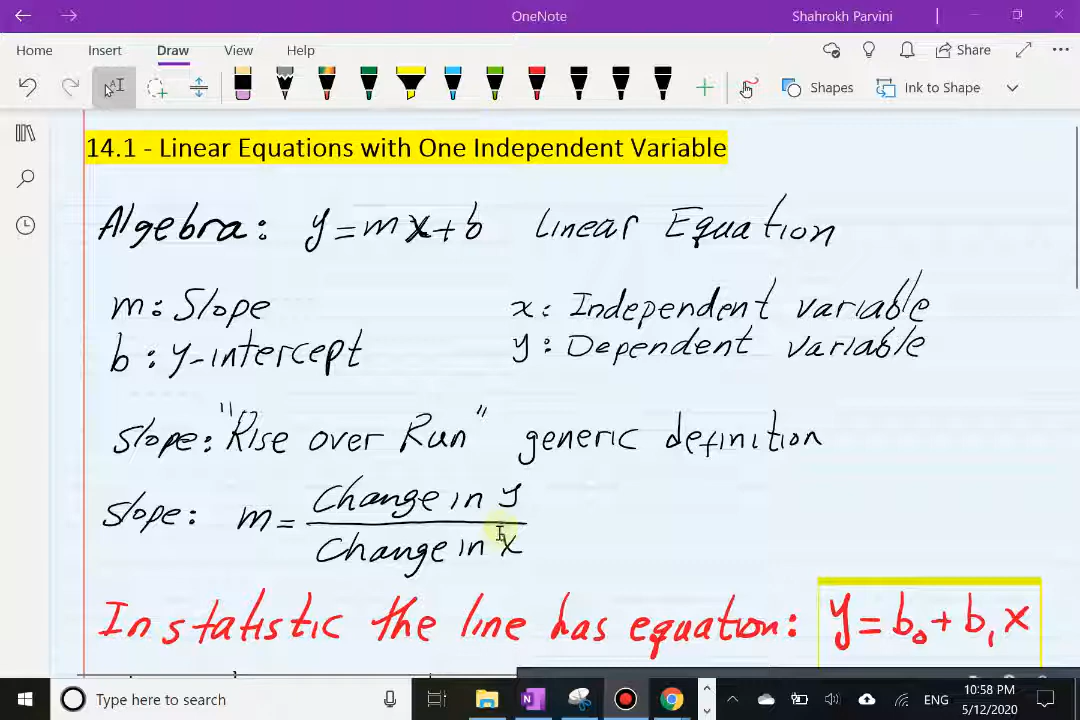 OneNote
Shahrokh Parvini
Home Insert Draw View Help
Share
Shapes
Ink to Shape
14.1 - Linear Equations with One Independent Variable
Algebra: y = mx + b Linear Equation
m: Slope x: Independent variable
b: y-intercept y: Dependent variable
Slope: "Rise over Run" generic definition
Slope: m = Change in y
Change in x
In statistic the line has equation: y = b₀ + b₁ x
Type here to search
ENG
10:58 PM
5/12/2020